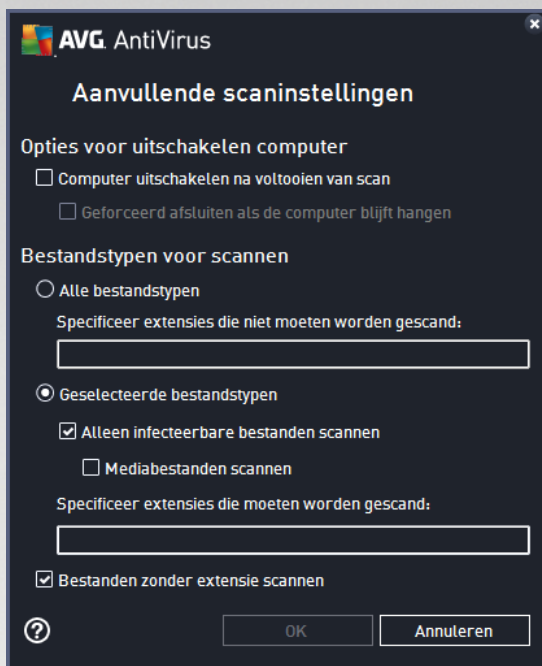 AVG. AntiVirus
Aanvullende scaninstellingen
Opties voor uitschakelen computer
Computer uitschakelen na voltooien van scan
Geforceerd afsluiten als de computer blijft hangen
Bestandstypen voor scannen
Alle bestandstypen
Specificeer extensies die niet moeten worden gescand:
Geselecteerde bestandstypen
Alleen infecteerbare bestanden scannen
Mediabestanden scannen
Specificeer extensies die moeten worden gescand:
Bestanden zonder extensie scannen
? OK Annuleren